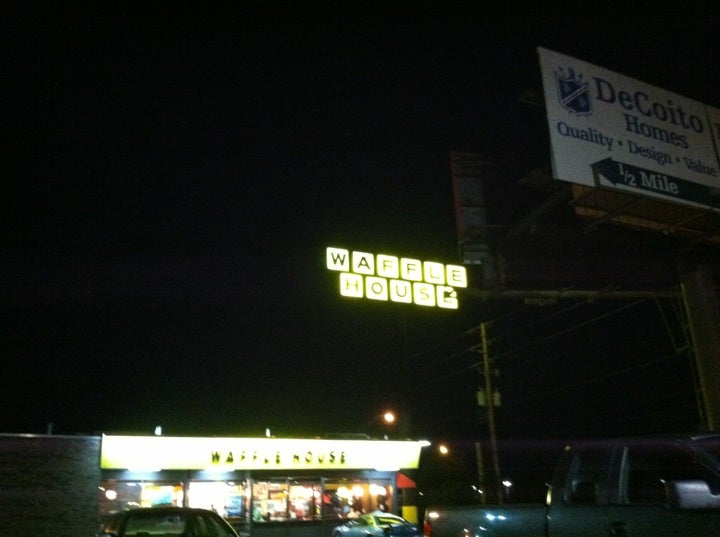 DeCoito
Homes
Quality • Design • Value
1/2 Mile
WAFFLE
HOUSE
WAFFLE HOUSE